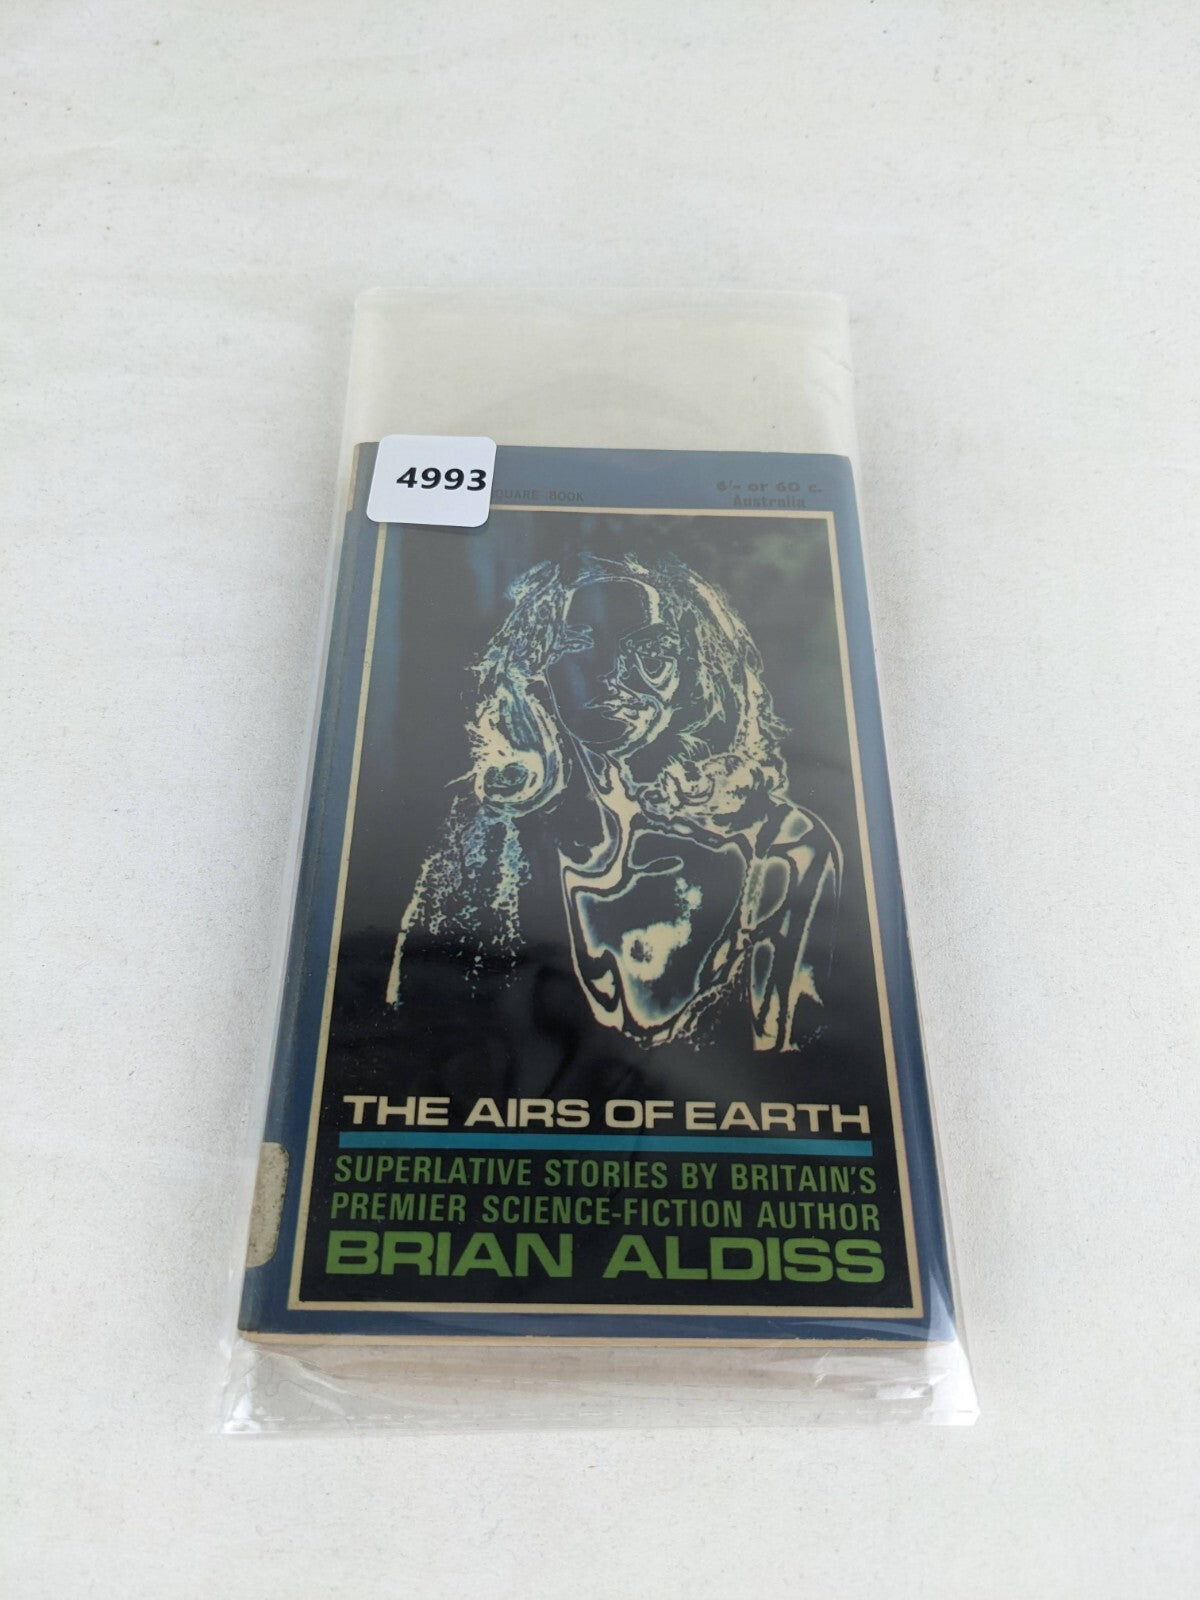 4993
QUARE BOOK
6/- or 60 c.
Australia
THE AIRS OF EARTH
SUPERLATIVE STORIES BY BRITAIN'S
PREMIER SCIENCE-FICTION AUTHOR
BRIAN ALDISS